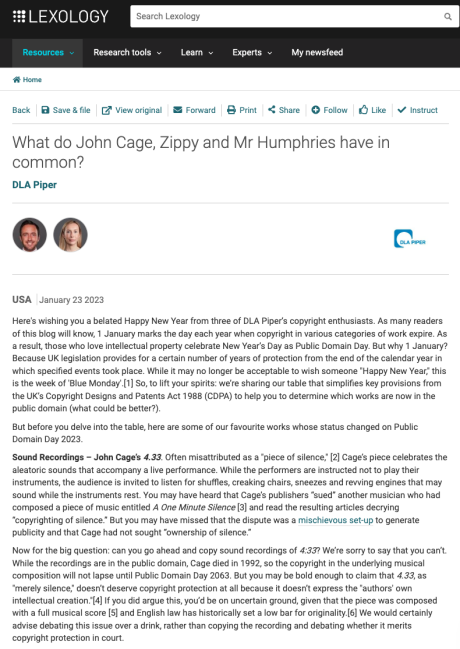 LEXOLOGY
Search Lexology
Resources
Research tools
Learn
Experts
My newsfeed
Home
Back
Save & file
View original
Forward
Print
Share
Follow
Like
Instruct
What do John Cage, Zippy and Mr Humphries have in
common?
DLA Piper
DLA PIPER
USA | January 23 2023
Here's wishing you a belated Happy New Year from three of DLA Piper's copyright enthusiasts. As many readers
of this blog will know, 1 January marks the day each year when copyright in various categories of work expire. As
a result, those who love intellectual property celebrate New Year's Day as Public Domain Day. But why 1 January?
Because UK legislation provides for a certain number of years of protection from the end of the calendar year in
which specified events took place. While it may no longer be acceptable to wish someone "Happy New Year," this
is the week of 'Blue Monday'.[1] So, to lift your spirits: we're sharing our table that simplifies key provisions from
the UK's Copyright Designs and Patents Act 1988 (CDPA) to help you to determine which works are now in the
public domain (what could be better?).
But before you delve into the table, here are some of our favourite works whose status changed on Public
Domain Day 2023.
Sound Recordings – John Cage's 4.33. Often misattributed as a "piece of silence," [2] Cage's piece celebrates the
aleatoric sounds that accompany a live performance. While the performers are instructed not to play their
instruments, the audience is invited to listen for shuffles, creaking chairs, sneezes and revving engines that may
sound while the instruments rest. You may have heard that Cage's publishers "sued" another musician who had
composed a piece of music entitled A One Minute Silence [3] and read the resulting articles decrying
"copyrighting of silence." But you may have missed that the dispute was a mischievous set-up to generate
publicity and that Cage had not sought "ownership of silence."
Now for the big question: can you go ahead and copy sound recordings of 4:33? We're sorry to say that you can't.
While the recordings are in the public domain, Cage died in 1992, so the copyright in the underlying musical
composition will not lapse until Public Domain Day 2063. But you may be bold enough to claim that 4.33, as
"merely silence," doesn't deserve copyright protection at all because it doesn't express the "authors' own
intellectual creation."[4] If you did argue this, you'd be on uncertain ground, given that the piece was composed
with a full musical score [5] and English law has historically set a low bar for originality.[6] We would certainly
advise debating this issue over a drink, rather than copying the recording and debating whether it merits
copyright protection in court.